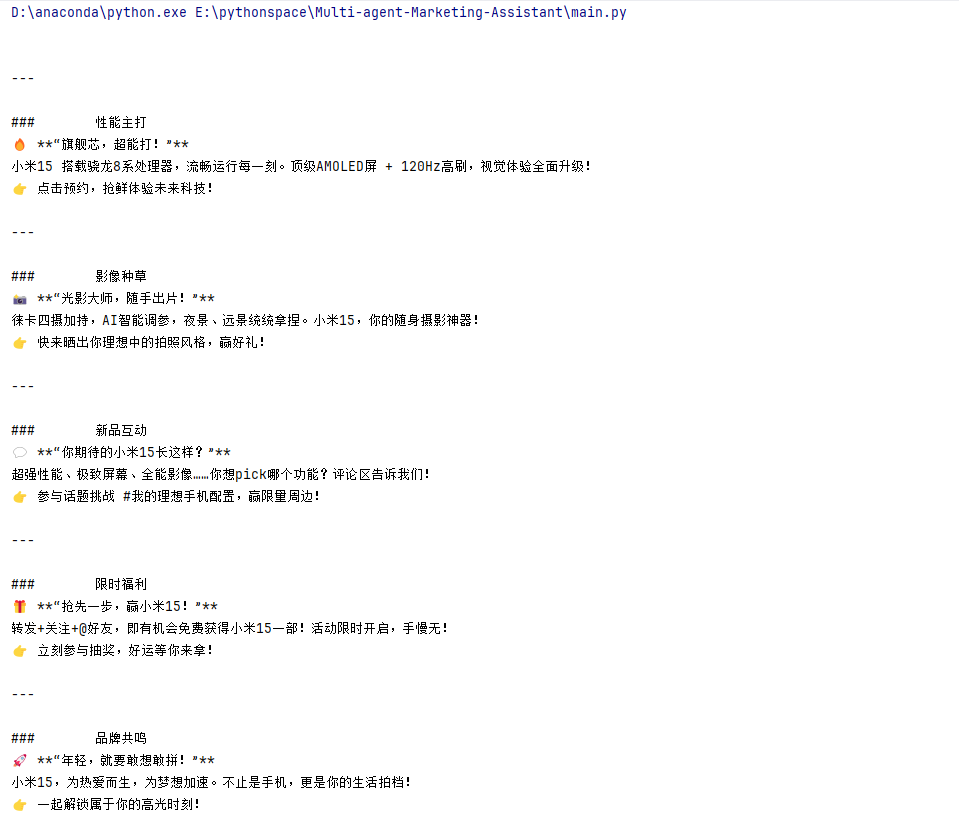 D:\anaconda\python.exe E:\pythonspace\Multi-agent-Marketing-Assistant\main.py
---
### 性能主打
🔥 **“旗舰芯，超能打！”**
小米15 搭载骁龙8系处理器，流畅运行每一刻。顶级AMOLED屏 + 120Hz高刷，视觉体验全面升级！
👉 点击预约，抢鲜体验未来科技！
---
### 影像种草
📸 **“光影大师，随手出片！”**
徕卡四摄加持，AI智能调参，夜景、远景统统拿捏。小米15，你的随身摄影神器！
👉 快来晒出你理想中的拍照风格，赢好礼！
---
### 新品互动
💬 **“你期待的小米15长这样？”**
超强性能、极致屏幕、全能影像……你想pick哪个功能？评论区告诉我们！
👉 参与话题挑战 #我的理想手机配置，赢限量周边！
---
### 限时福利
🎁 **“抢先一步，赢小米15！”**
转发+关注+@好友，即有机会免费获得小米15一部！活动限时开启，手慢无！
👉 立刻参与抽奖，好运等你来拿！
---
### 品牌共鸣
🚀 **“年轻，就要敢想敢拼！”**
小米15，为热爱而生，为梦想加速。不止是手机，更是你的生活拍档！
👉 一起解锁属于你的高光时刻！